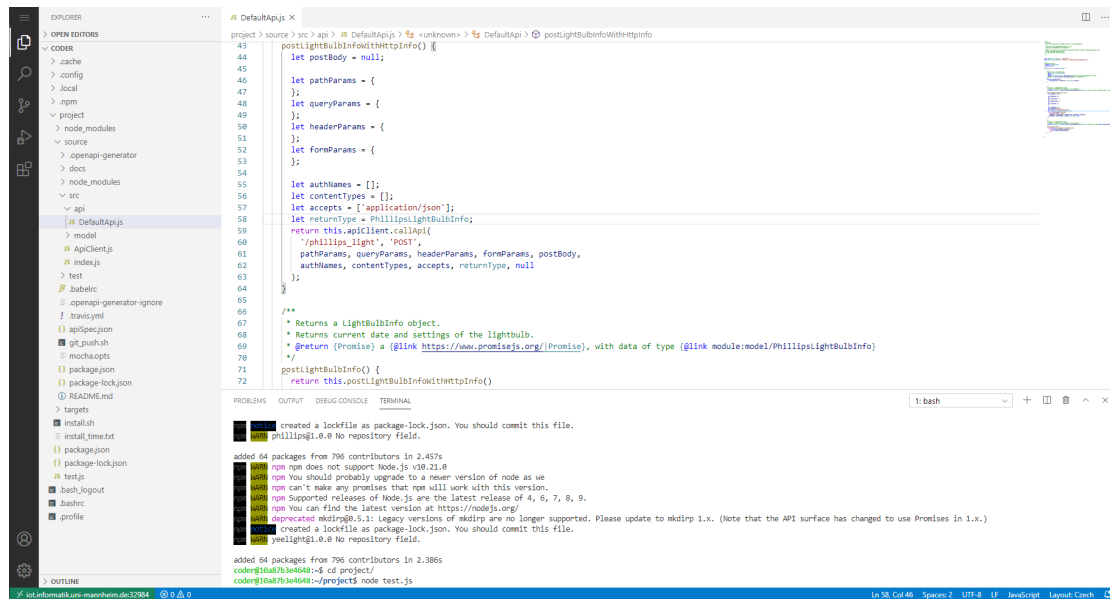 EXPLORER
OPEN EDITORS
CODER
.cache
.config
.local
.npm
project
node_modules
source
.openapi-generator
docs
node_modules
src
api
JS DefaultApi.js
model
JS ApiClient.js
JS index.js
test
.babelrc
.openapi-generator-ignore
.travis.yml
{} apiSpec.json
git_push.sh
mocha.opts
{} package.json
{} package-lock.json
README.md
targets
install.sh
install_time.txt
{} package.json
{} package-lock.json
JS test.js
.bash_logout
.bashrc
.profile
OUTLINE
JS DefaultApi.js ×
project > source > src > api > JS DefaultApi.js > <unknown> > DefaultApi > postLightBulbInfoWithHttpInfo
43 postLightBulbInfoWithHttpInfo() {
44 let postBody = null;
45
46 let pathParams = {
47 };
48 let queryParams = {
49 };
50 let headerParams = {
51 };
52 let formParams = {
53 };
54
55 let authNames = [];
56 let contentTypes = [];
57 let accepts = ['application/json'];
58 let returnType = PhillipsLightBulbInfo;
59 return this.apiClient.callApi(
60 '/phillips_light', 'POST',
61 pathParams, queryParams, headerParams, formParams, postBody,
62 authNames, contentTypes, accepts, returnType, null
63 );
64 }
65
66 /**
67 * Returns a LightBulbInfo object.
68 * Returns current date and settings of the lightbulb.
69 * @return {Promise} a {@link https://www.promisejs.org/|Promise}, with data of type {@link module:model/PhillipsLightBulbInfo}
70 */
71 postLightBulbInfo() {
72 return this.postLightBulbInfoWithHttpInfo()
PROBLEMS OUTPUT DEBUG CONSOLE TERMINAL 1: bash
npm notice created a lockfile as package-lock.json. You should commit this file.
npm WARN phillips@1.0.0 No repository field.
added 64 packages from 796 contributors in 2.457s
npm WARN npm npm does not support Node.js v10.21.0
npm WARN npm You should probably upgrade to a newer version of node as we
npm WARN npm can't make any promises that npm will work with this version.
npm WARN npm Supported releases of Node.js are the latest release of 4, 6, 7, 8, 9.
npm WARN npm You can find the latest version at https://nodejs.org/
npm WARN deprecated mkdirp@0.5.1: Legacy versions of mkdirp are no longer supported. Please update to mkdirp 1.x. (Note that the API surface has changed to use Promises in 1.x.)
npm notice created a lockfile as package-lock.json. You should commit this file.
npm WARN yeelight@1.0.0 No repository field.
added 64 packages from 796 contributors in 2.386s
coder@10a87b3e4648:~$ cd project/
coder@10a87b3e4648:~/project$ node test.js
iot.informatik.uni-mannheim.de:32984 0 0 Ln 58, Col 46 Spaces: 2 UTF-8 LF JavaScript Layout: Czech